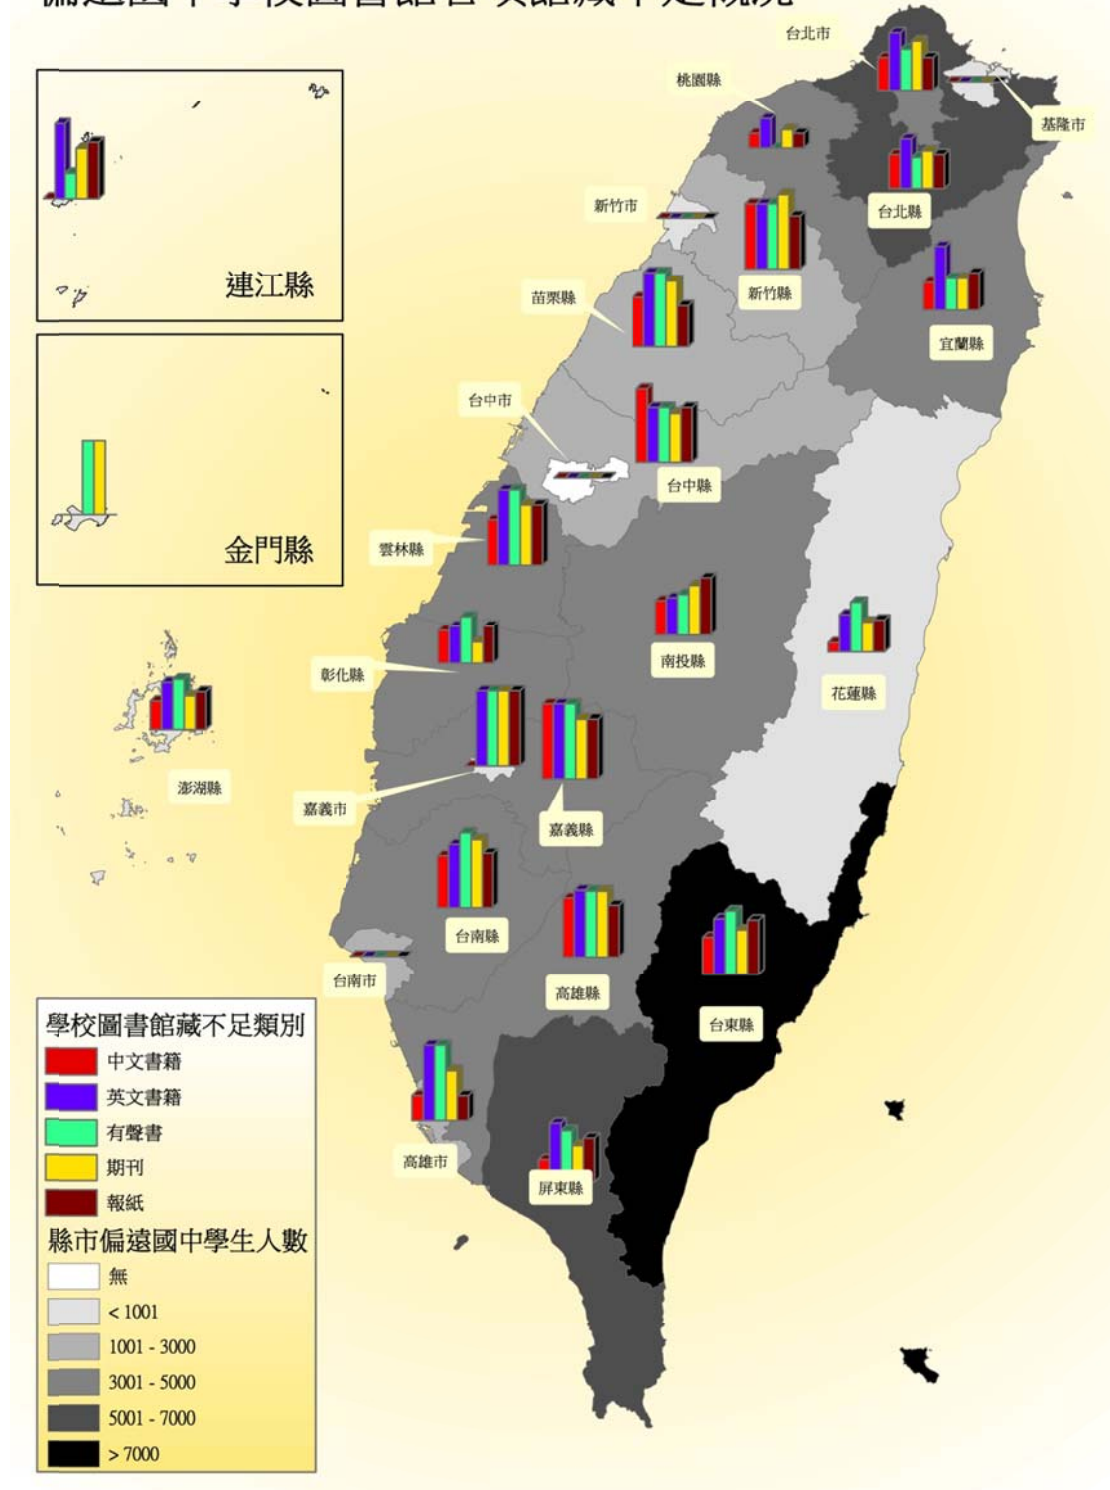 偏遠國中學校圖書館各項館藏不足概況
台北市
桃園縣
基隆市
新竹市
台北縣
連江縣
苗栗縣
新竹縣
宜蘭縣
台中市
台中縣
金門縣
雲林縣
彰化縣
南投縣
花蓮縣
澎湖縣
嘉義市
嘉義縣
台南縣
台南市
高雄縣
台東縣
高雄市
屏東縣
學校圖書館藏不足類別
中文書籍
英文書籍
有聲書
期刊
報紙
縣市偏遠國中學生人數
無
< 1001
1001 - 3000
3001 - 5000
5001 - 7000
> 7000